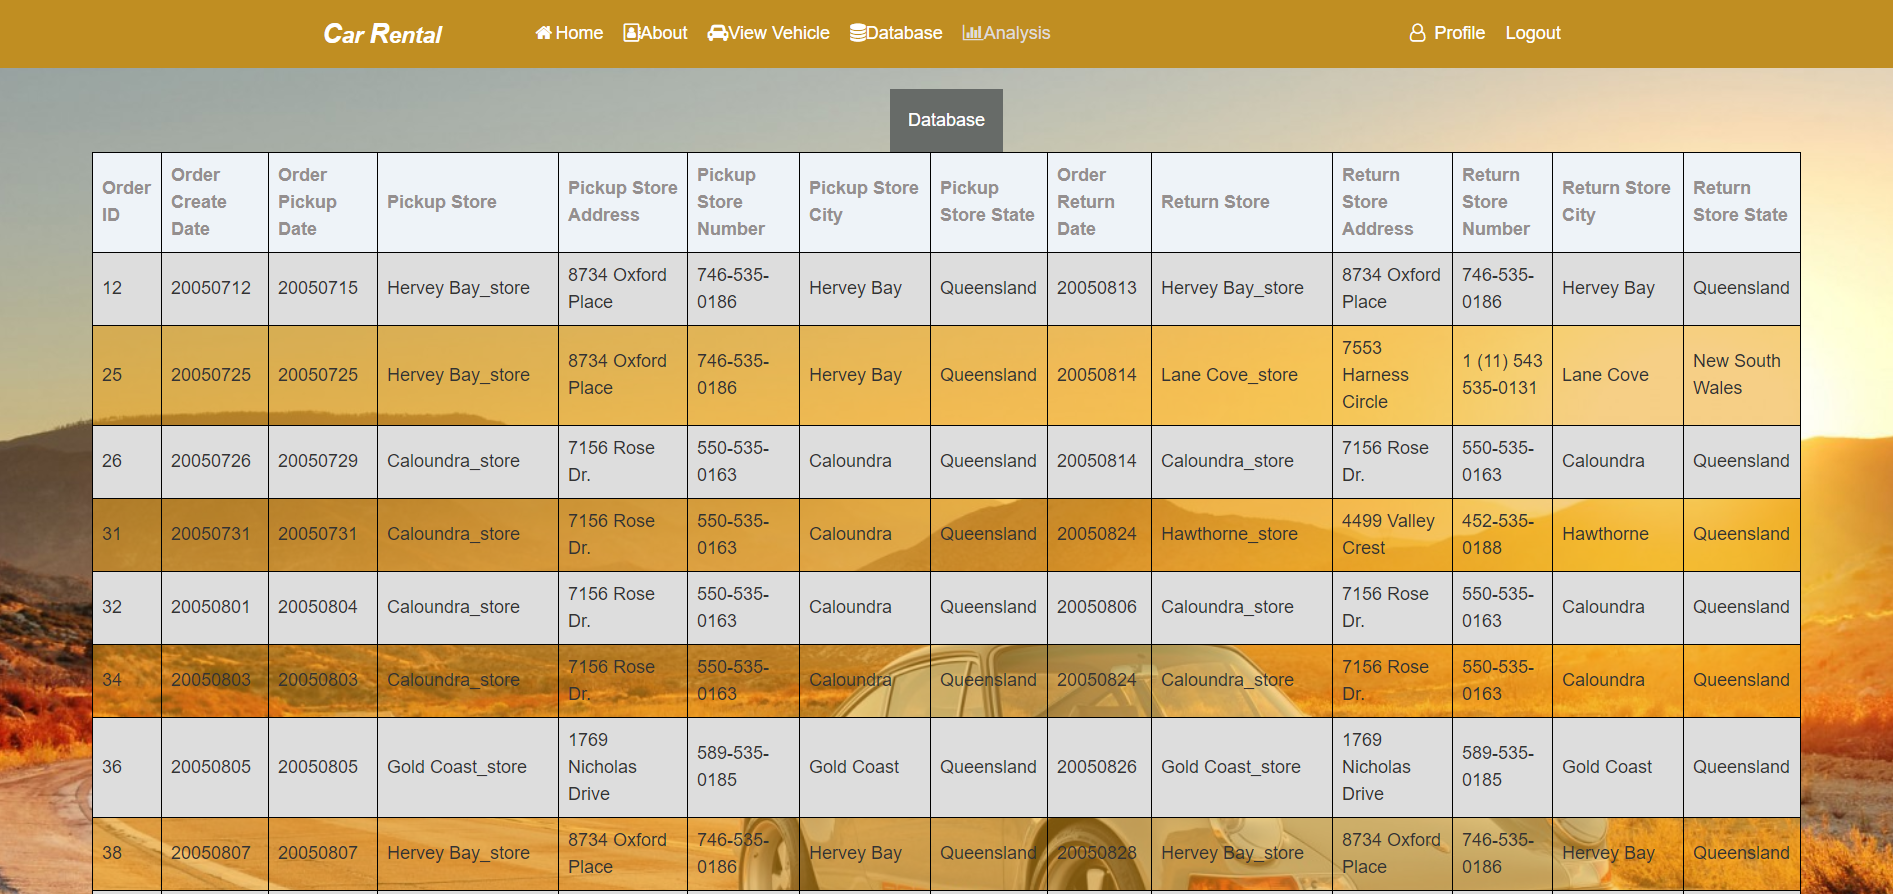 Car Rental Home About View Vehicle Database Analysis Profile Logout
Database
Order ID Order Create Date Order Pickup Date Pickup Store Pickup Store Address Pickup Store Number Pickup Store City Pickup Store State Order Return Date Return Store Return Store Address Return Store Number Return Store City Return Store State
12 20050712 20050715 Hervey Bay_store 8734 Oxford Place 746-535-0186 Hervey Bay Queensland 20050813 Hervey Bay_store 8734 Oxford Place 746-535-0186 Hervey Bay Queensland
25 20050725 20050725 Hervey Bay_store 8734 Oxford Place 746-535-0186 Hervey Bay Queensland 20050814 Lane Cove_store 7553 Harness Circle 1 (11) 543 535-0131 Lane Cove New South Wales
26 20050726 20050729 Caloundra_store 7156 Rose Dr. 550-535-0163 Caloundra Queensland 20050814 Caloundra_store 7156 Rose Dr. 550-535-0163 Caloundra Queensland
31 20050731 20050731 Caloundra_store 7156 Rose Dr. 550-535-0163 Caloundra Queensland 20050824 Hawthorne_store 4499 Valley Crest 452-535-0188 Hawthorne Queensland
32 20050801 20050804 Caloundra_store 7156 Rose Dr. 550-535-0163 Caloundra Queensland 20050806 Caloundra_store 7156 Rose Dr. 550-535-0163 Caloundra Queensland
34 20050803 20050803 Caloundra_store 7156 Rose Dr. 550-535-0163 Caloundra Queensland 20050824 Caloundra_store 7156 Rose Dr. 550-535-0163 Caloundra Queensland
36 20050805 20050805 Gold Coast_store 1769 Nicholas Drive 589-535-0185 Gold Coast Queensland 20050826 Gold Coast_store 1769 Nicholas Drive 589-535-0185 Gold Coast Queensland
38 20050807 20050807 Hervey Bay_store 8734 Oxford Place 746-535-0186 Hervey Bay Queensland 20050828 Hervey Bay_store 8734 Oxford Place 746-535-0186 Hervey Bay Queensland